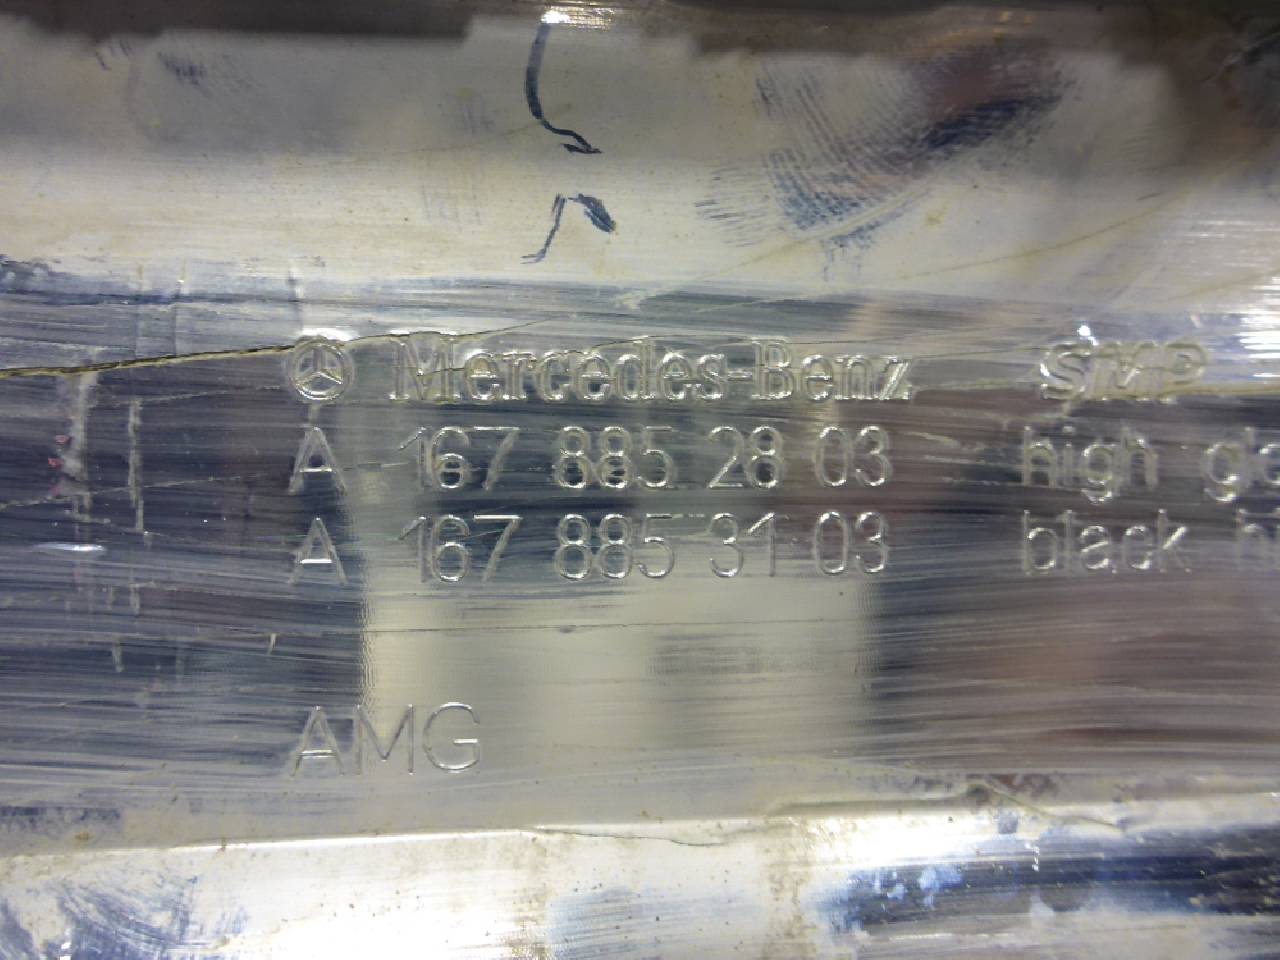 Mercedes-Benz SMP
A 167 885 28 03 high
A 167 885 31 03 black
AMG